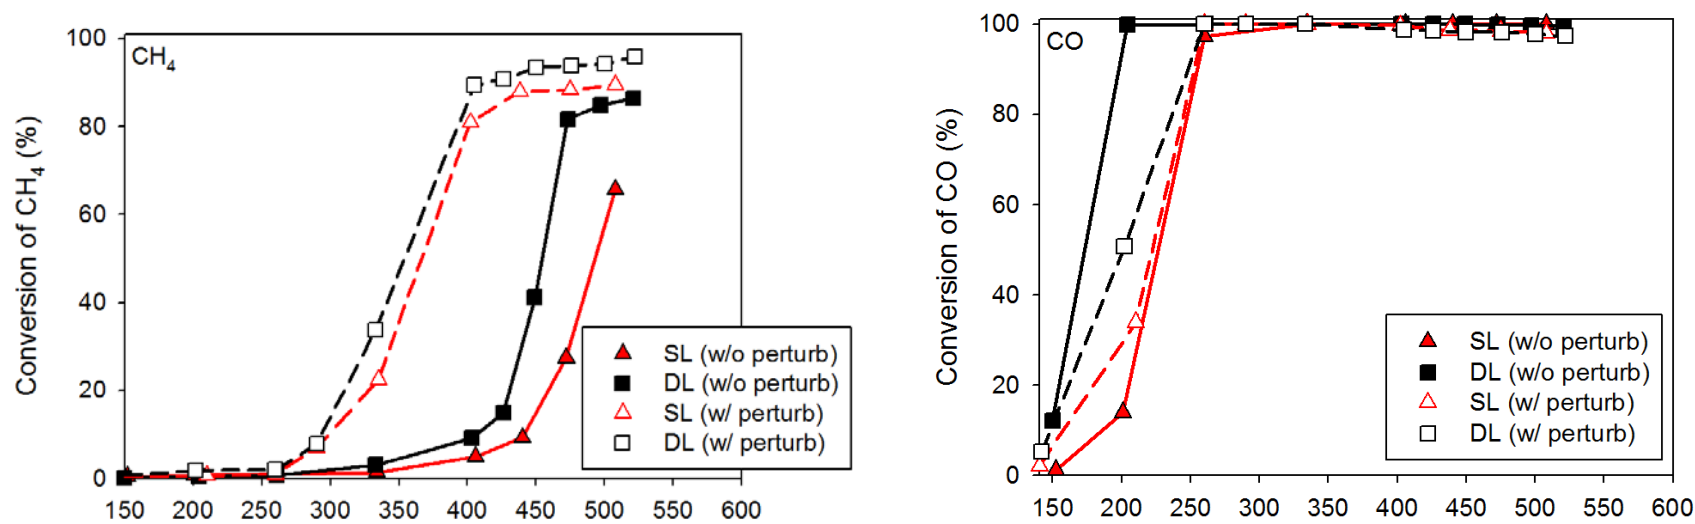 CH4
Conversion of CH4 (%)
100
80
60
40
20
0
150 200 250 300 350 400 450 500 550 600
SL (w/o perturb)
DL (w/o perturb)
SL (w/ perturb)
DL (w/ perturb)
CO
Conversion of CO (%)
100
80
60
40
20
0
150 200 250 300 350 400 450 500 550 600
SL (w/o perturb)
DL (w/o perturb)
SL (w/ perturb)
DL (w/ perturb)